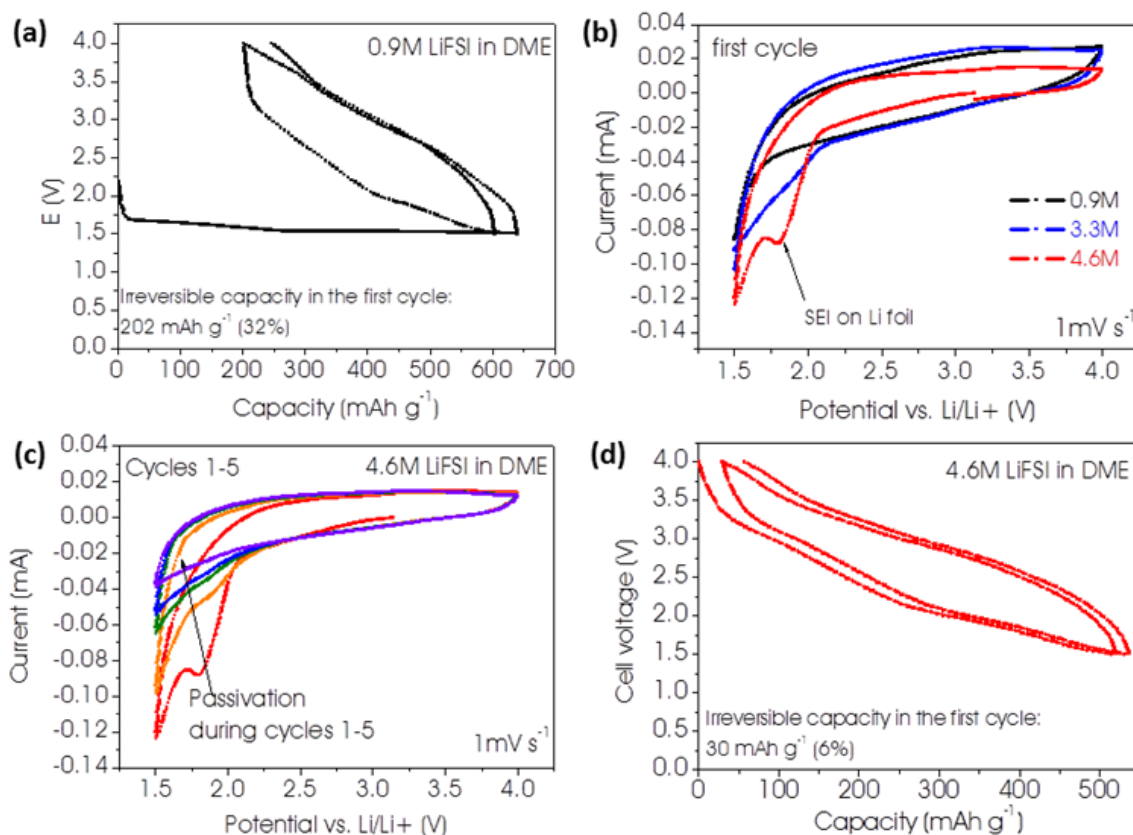 (a)
0.9M LiFSI in DME
4.0
3.5
3.0
2.5
2.0
1.5
1.0
0.5
0.0
E (V)
Irreversible capacity in the first cycle:
202 mAh g⁻¹ (32%)
0 100 200 300 400 500 600 700
Capacity (mAh g⁻¹)
(b)
first cycle
0.04
0.02
0.00
-0.02
-0.04
-0.06
-0.08
-0.10
-0.12
-0.14
Current (mA)
0.9M
3.3M
4.6M
SEI on Li foil
1mV s⁻¹
1.5 2.0 2.5 3.0 3.5 4.0
Potential vs. Li/Li+ (V)
(c)
Cycles 1-5
4.6M LiFSI in DME
0.04
0.02
0.00
-0.02
-0.04
-0.06
-0.08
-0.10
-0.12
-0.14
Current (mA)
Passivation
during cycles 1-5
1mV s⁻¹
1.5 2.0 2.5 3.0 3.5 4.0
Potential vs. Li/Li+ (V)
(d)
4.6M LiFSI in DME
4.0
3.5
3.0
2.5
2.0
1.5
1.0
0.5
0.0
Cell voltage (V)
Irreversible capacity in the first cycle:
30 mAh g⁻¹ (6%)
0 100 200 300 400 500
Capacity (mAh g⁻¹)